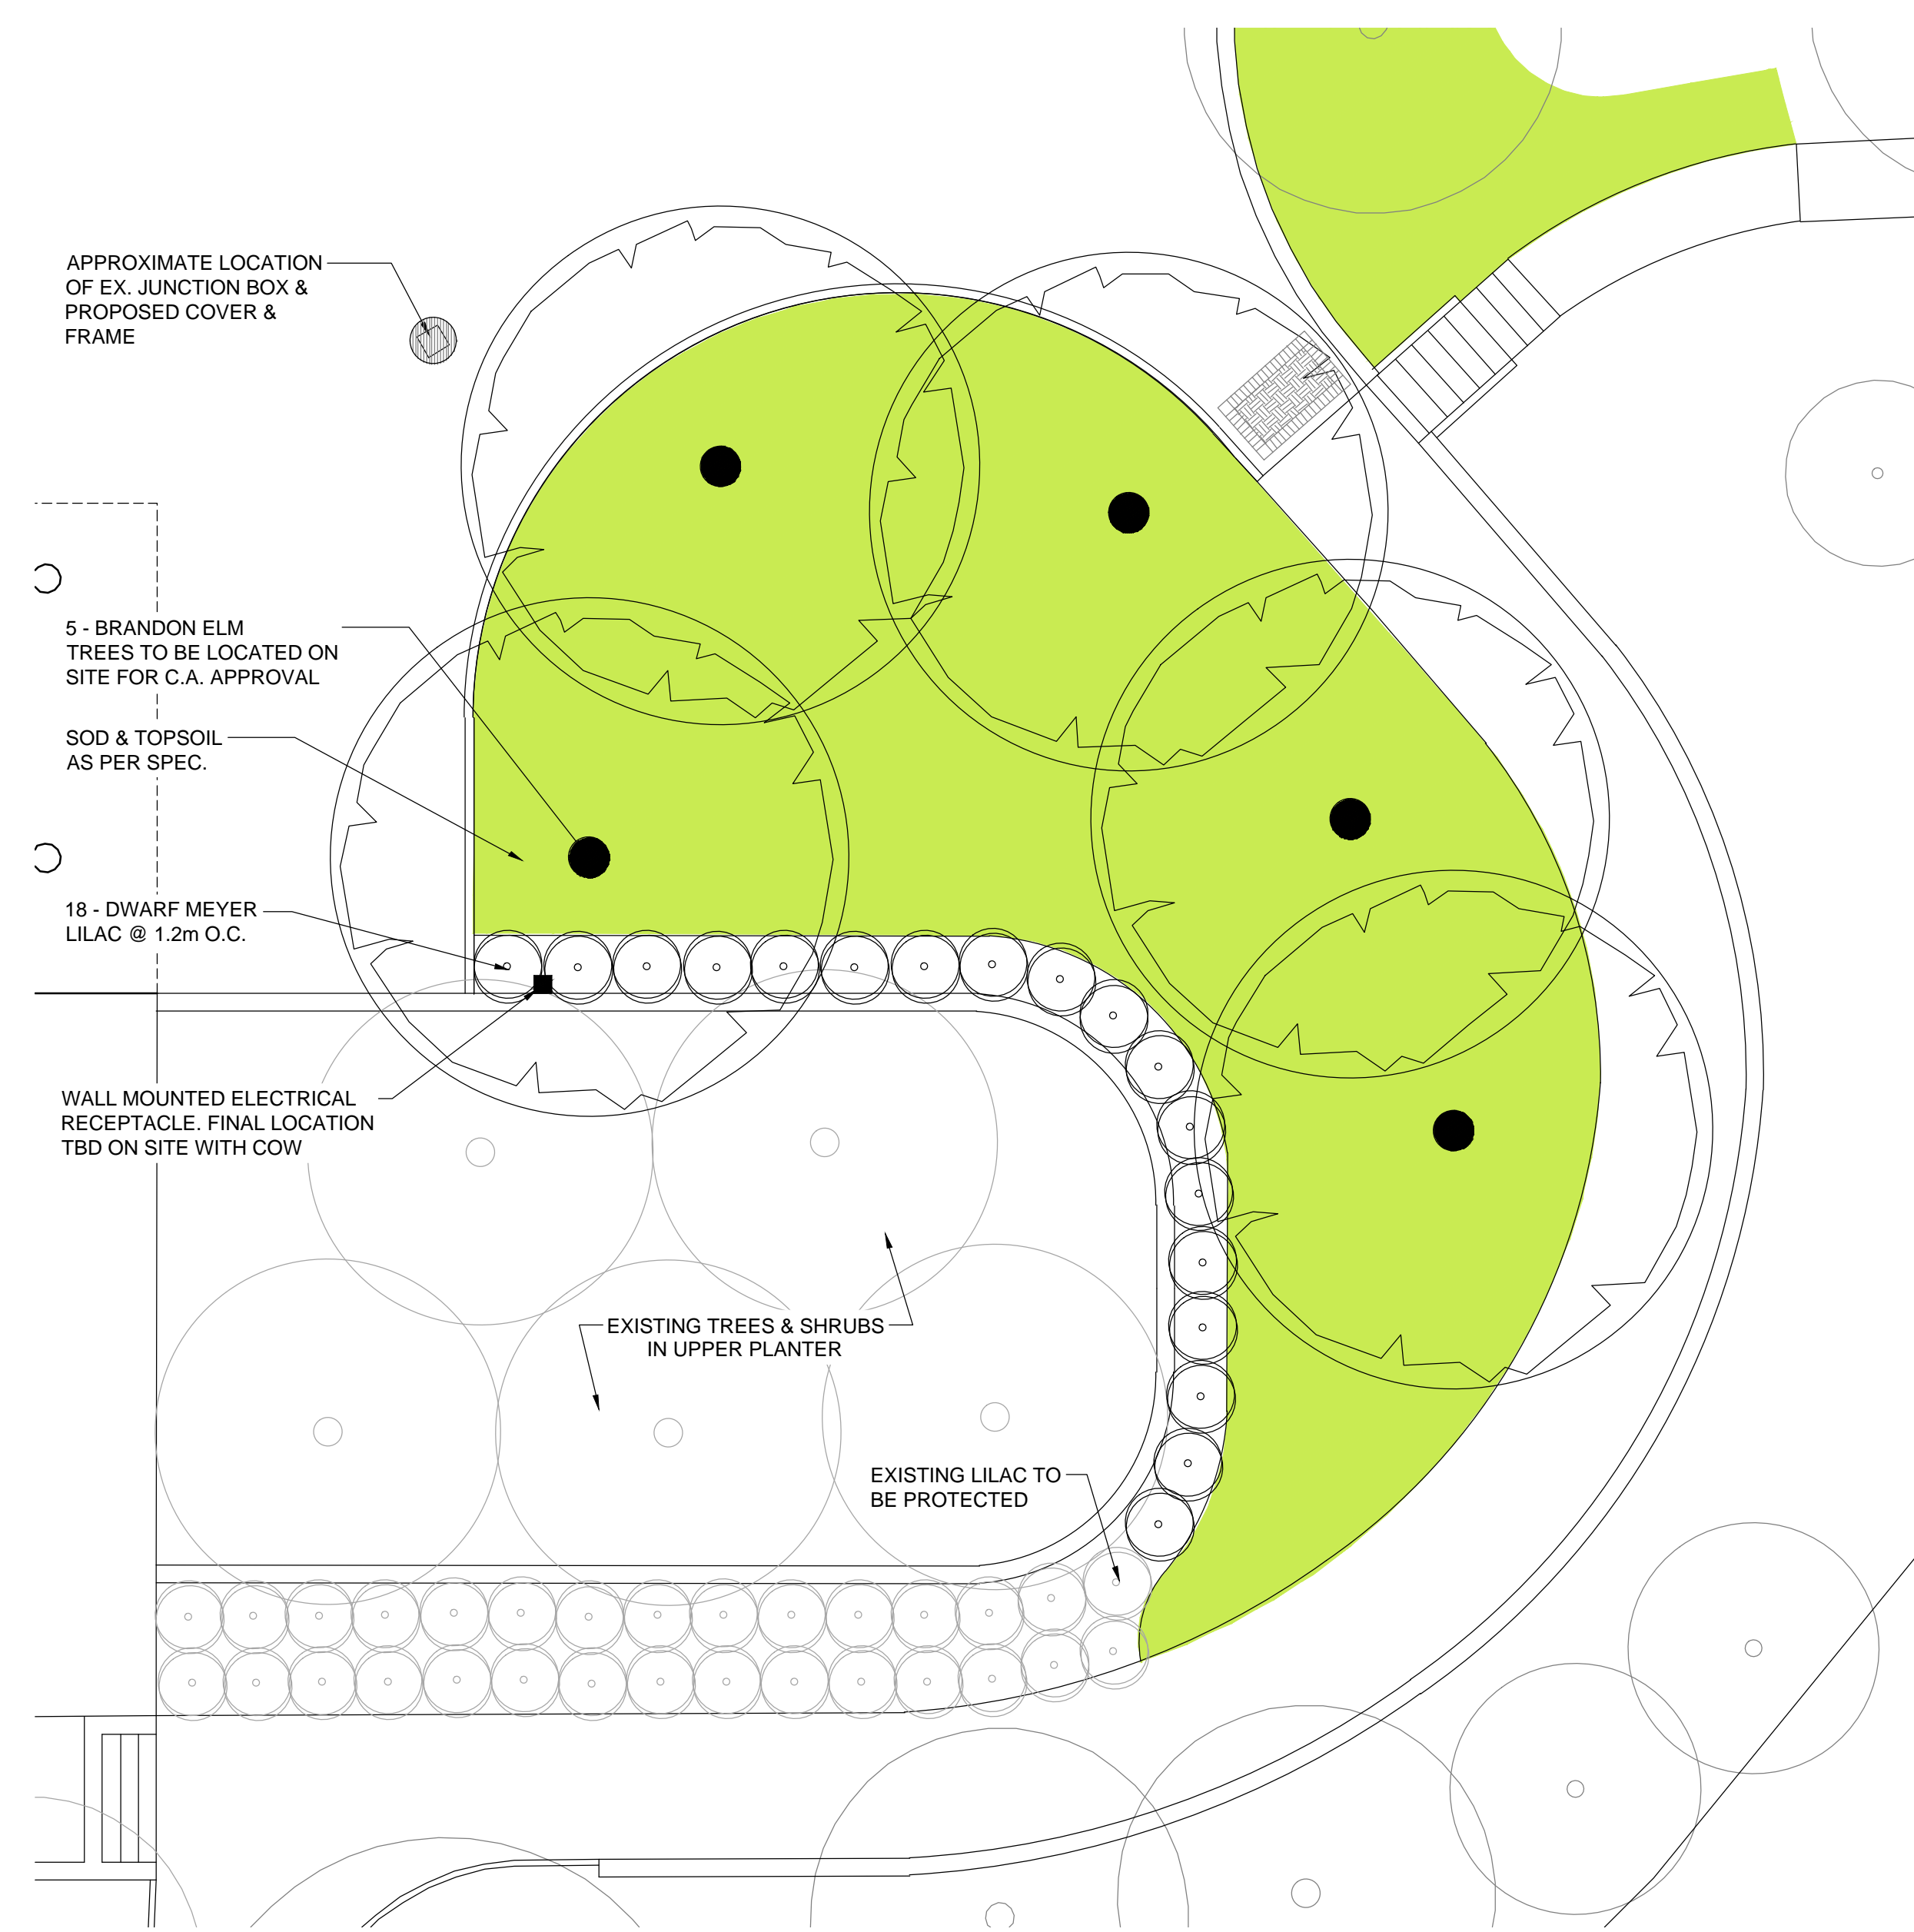 APPROXIMATE LOCATION
OF EX. JUNCTION BOX &
PROPOSED COVER &
FRAME
5 - BRANDON ELM
TREES TO BE LOCATED ON
SITE FOR C.A. APPROVAL
SOD & TOPSOIL
AS PER SPEC.
18 - DWARF MEYER
LILAC @ 1.2m O.C.
WALL MOUNTED ELECTRICAL
RECEPTACLE. FINAL LOCATION
TBD ON SITE WITH COW
EXISTING TREES & SHRUBS
IN UPPER PLANTER
EXISTING LILAC TO
BE PROTECTED